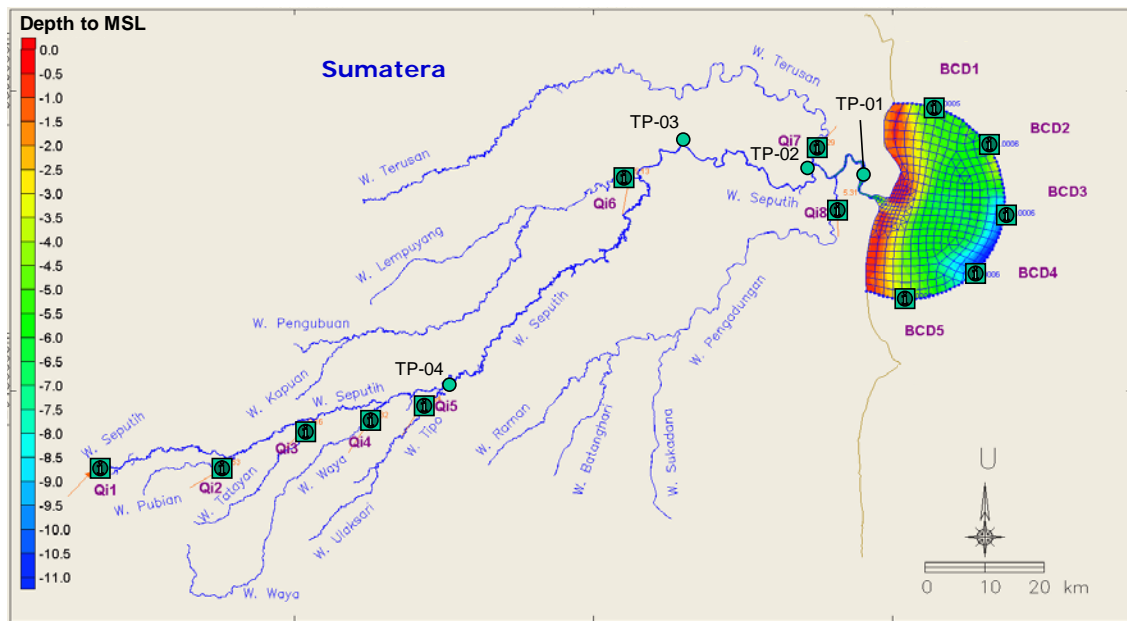 Depth to MSL
0.0
-0.5
-1.0
-1.5
-2.0
-2.5
-3.0
-3.5
-4.0
-4.5
-5.0
-5.5
-6.0
-6.5
-7.0
-7.5
-8.0
-8.5
-9.0
-9.5
-10.0
-10.5
-11.0
Sumatera
W. Terusan
W. Terusan
BCD1
TP-01
TP-03
BCD2
Qi7
TP-02
BCD3
Qi6
W. Seputih
Qi8
5.31
W. Lempuyang
BCD4
W. Pengadungan
W. Seputih
W. Pengubuan
BCD5
TP-04
W. Kapuan
W. Seputih
Qi5
W. Tipo
W. Raman
W. Batanghari
W. Sukadana
W. Seputih
Qi3
Qi4
W. Waya
Qi1
Qi2
W. Pubian
W. Tatayan
W. Ulaksari
W. Waya
U
0 10 20 km